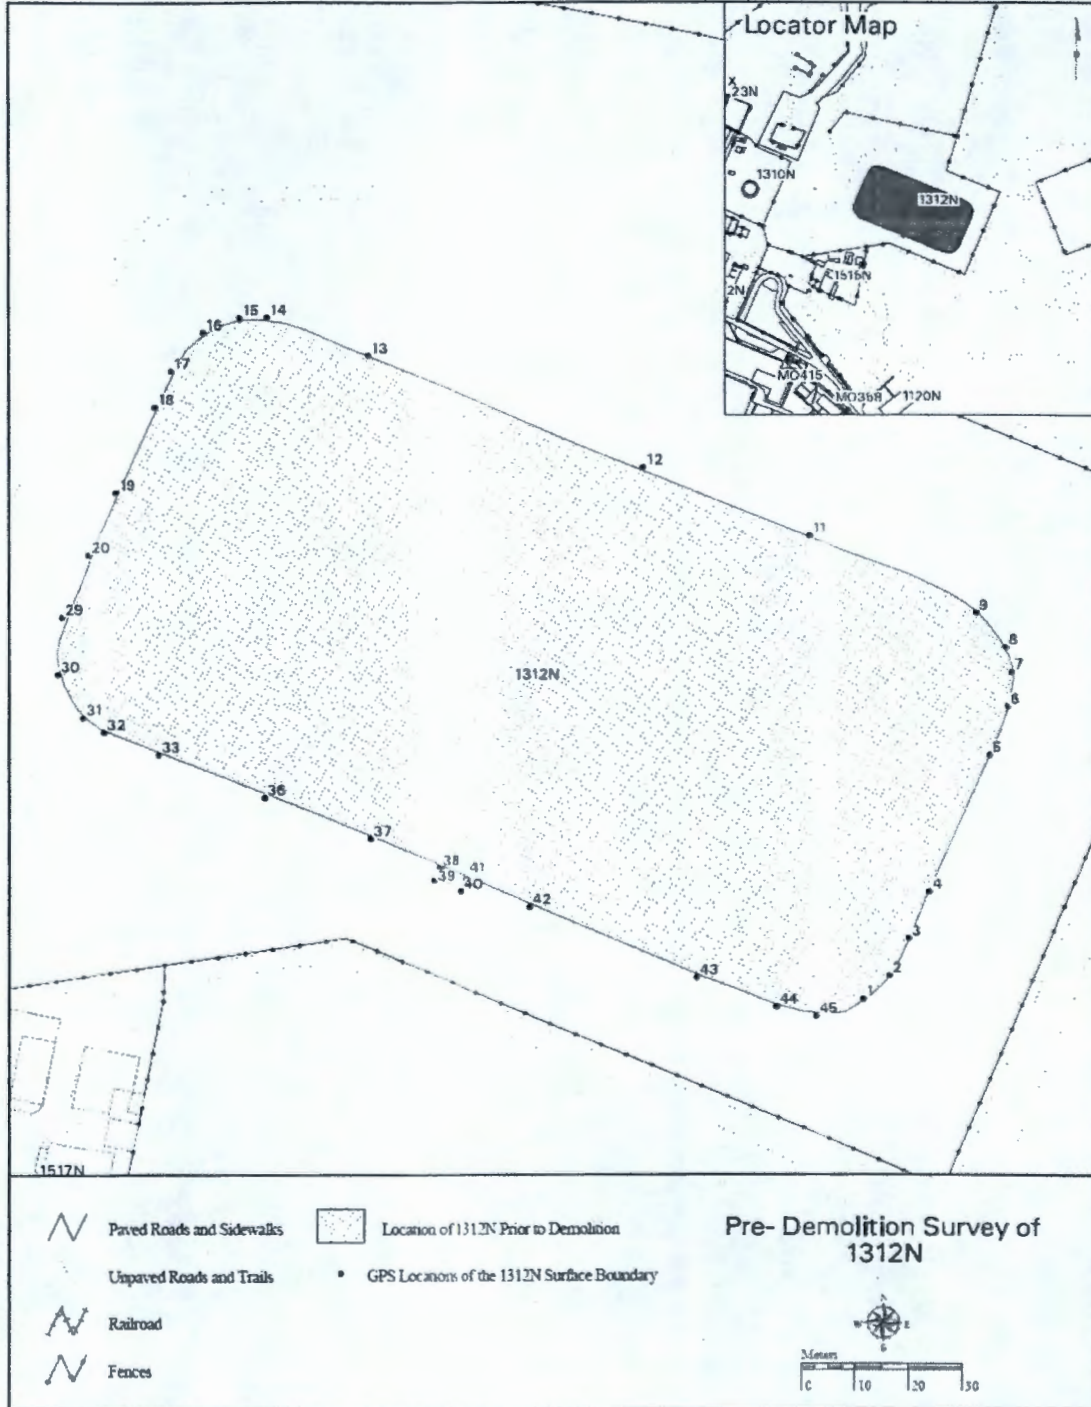 Locator Map
X
23N
1310N
1312N
1515N
2N
MO415
MO368
1120N
15
14
16
13
17
18
12
19
11
20
9
29
8
7
30
1312N
6
31
32
5
33
36
37
38
41
39
40
4
42
3
43
2
44
1
45
1517N
Paved Roads and Sidewalks
Location of 1312N Prior to Demolition
Pre- Demolition Survey of
1312N
Unpaved Roads and Trails
GPS Locations of the 1312N Surface Boundary
Railroad
N
W
E
S
Fences
Meters
0 10 20 30